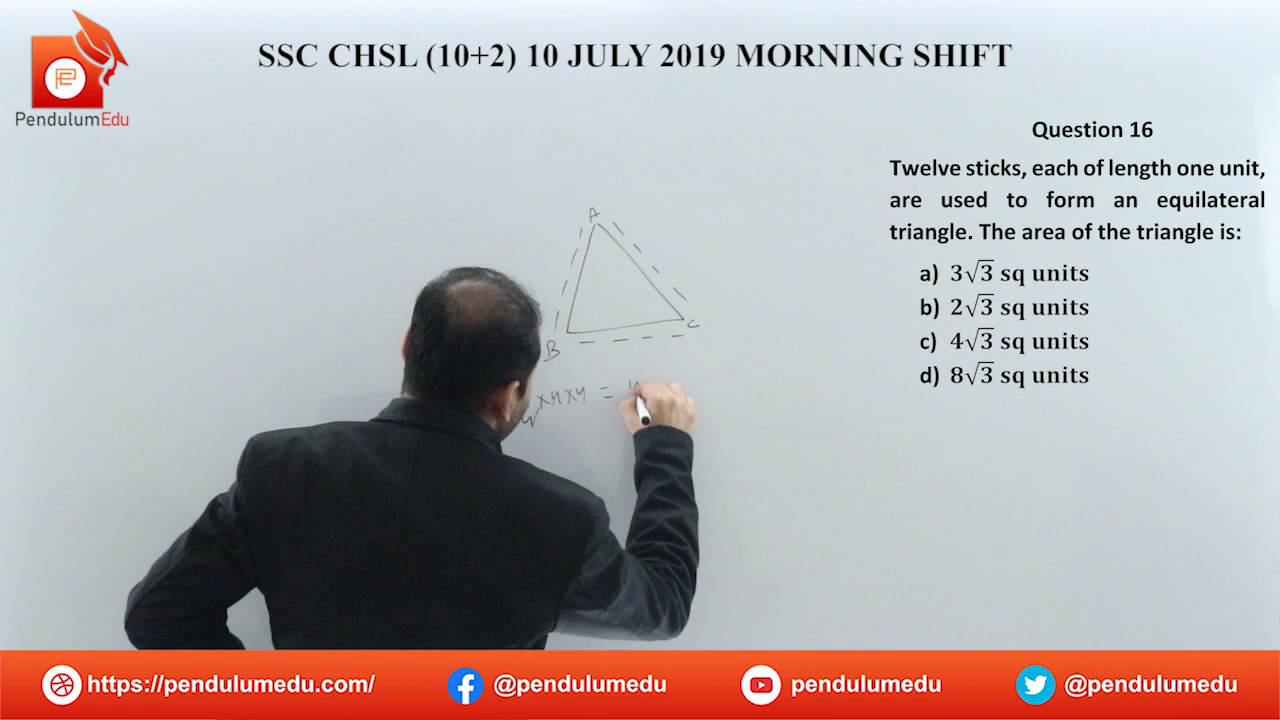 SSC CHSL (10+2) 10 JULY 2019 MORNING SHIFT
PendulumEdu
Question 16
Twelve sticks, each of length one unit,
are used to form an equilateral
triangle. The area of the triangle is:
a) 3√3 sq units
b) 2√3 sq units
c) 4√3 sq units
d) 8√3 sq units
A
B
C
×4×4 =
https://pendulumedu.com/
@pendulumedu
pendulumedu
@pendulumedu